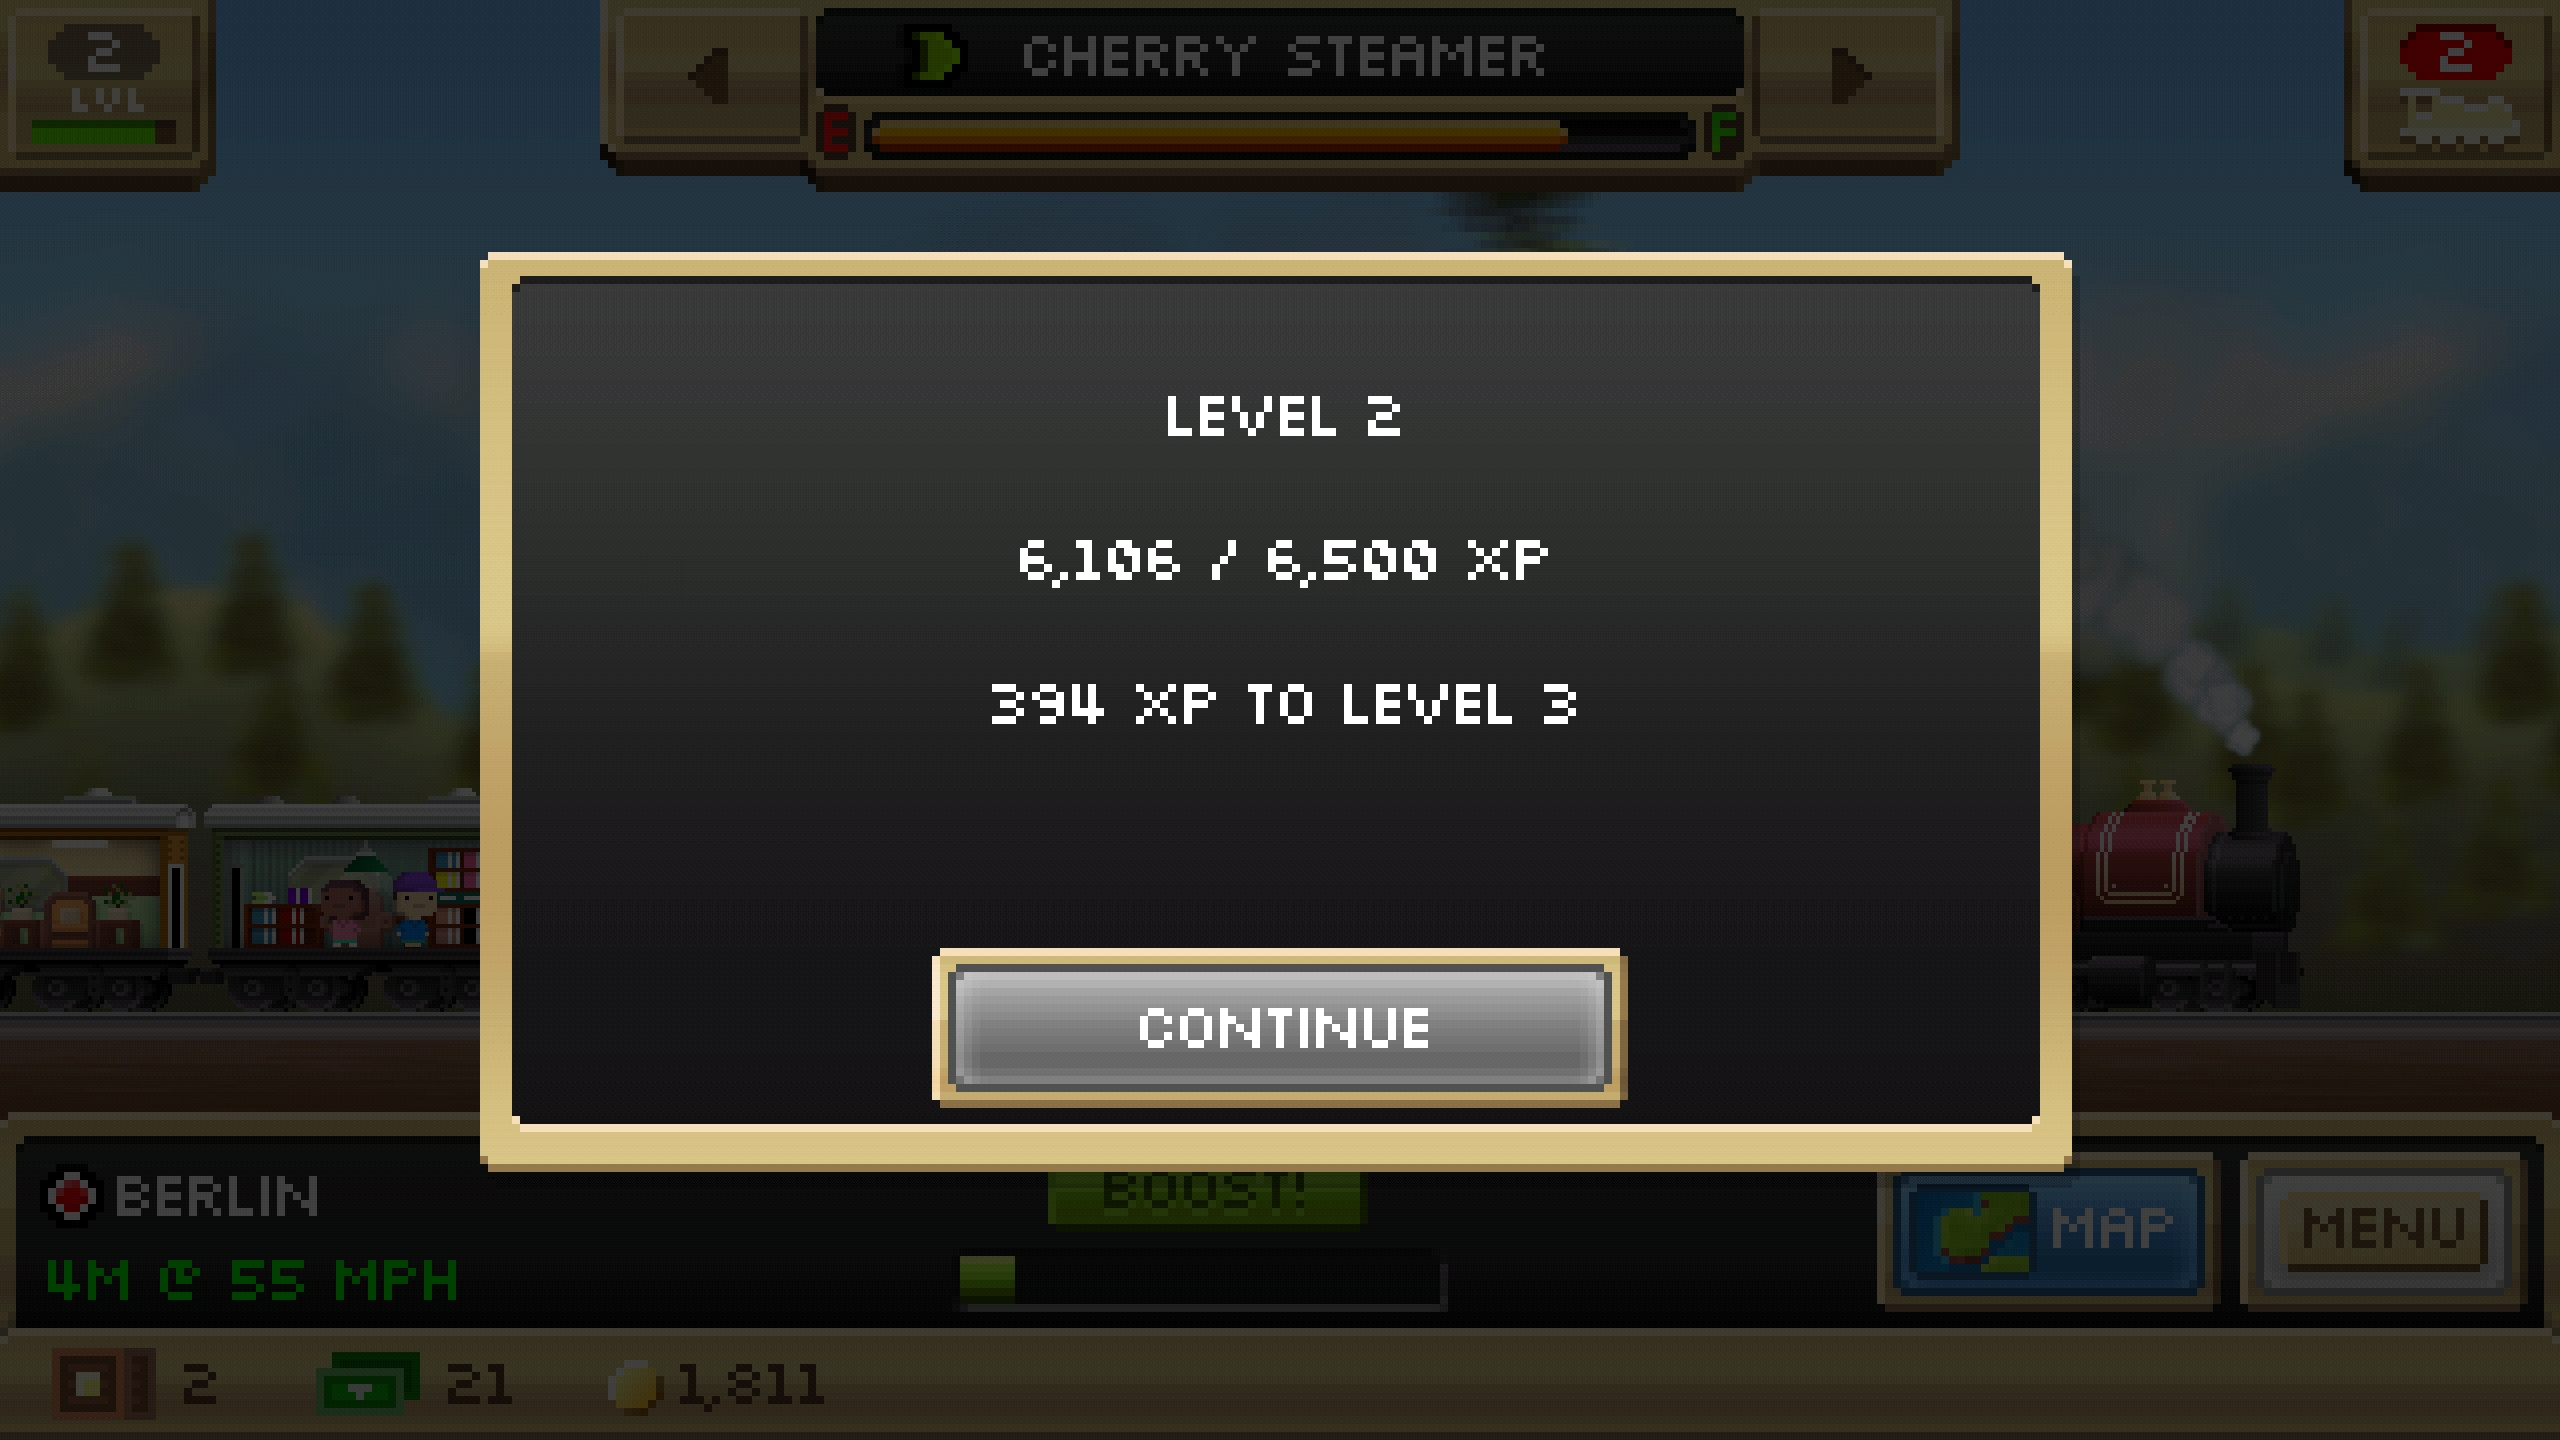 2
LVL
CHERRY STEAMER
E
F
2
LEVEL 2
6,106 / 6,500 XP
394 XP TO LEVEL 3
CONTINUE
BERLIN
4M @ 55 MPH
BOOST!
MAP
MENU
2
21
1,811